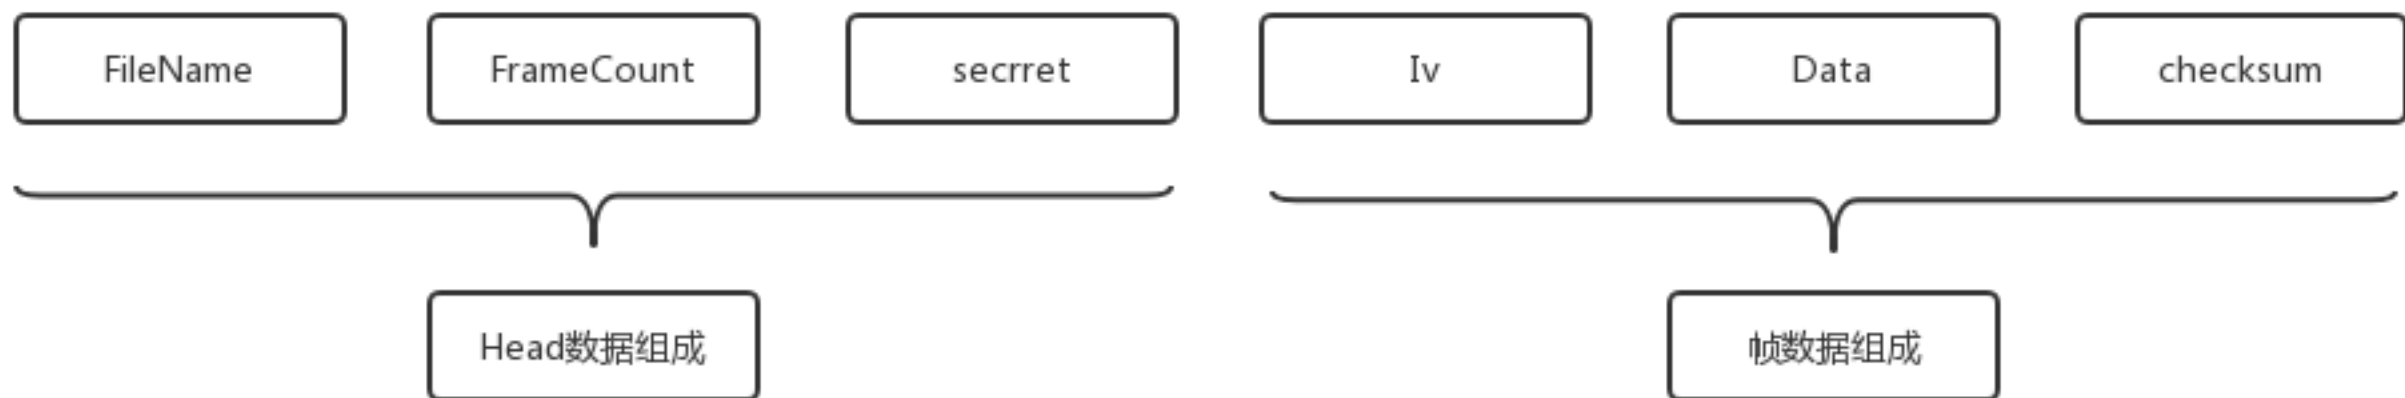 FileName
FrameCount
secrret
Iv
Data
checksum
Head数据组成
帧数据组成